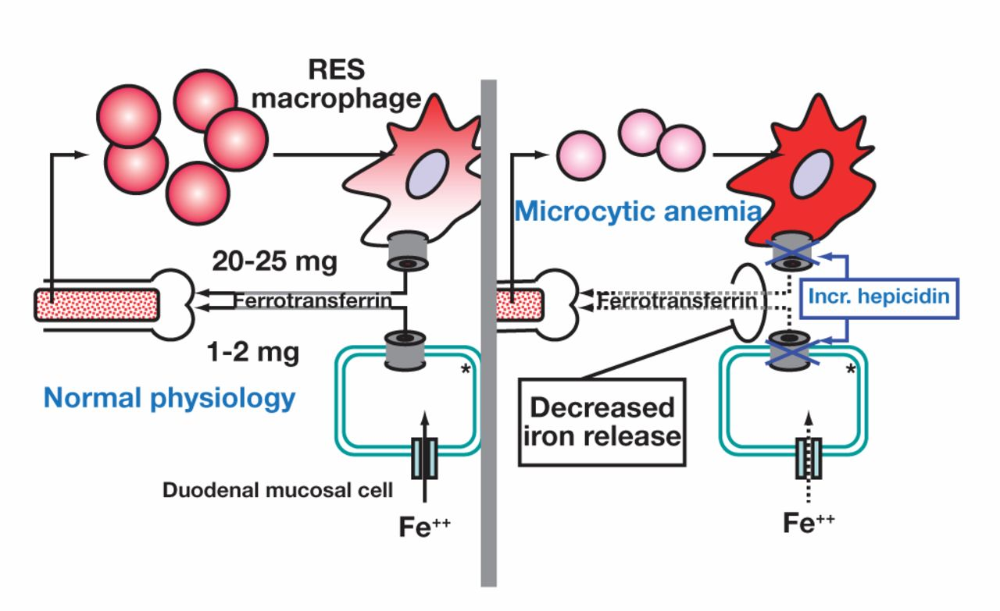 RES
macrophage
20-25 mg
Ferrotransferrin
1-2 mg
*
Normal physiology
Duodenal mucosal cell
Fe++
Microcytic anemia
Ferrotransferrin
Incr. hepicidin
*
Decreased
iron release
Fe++